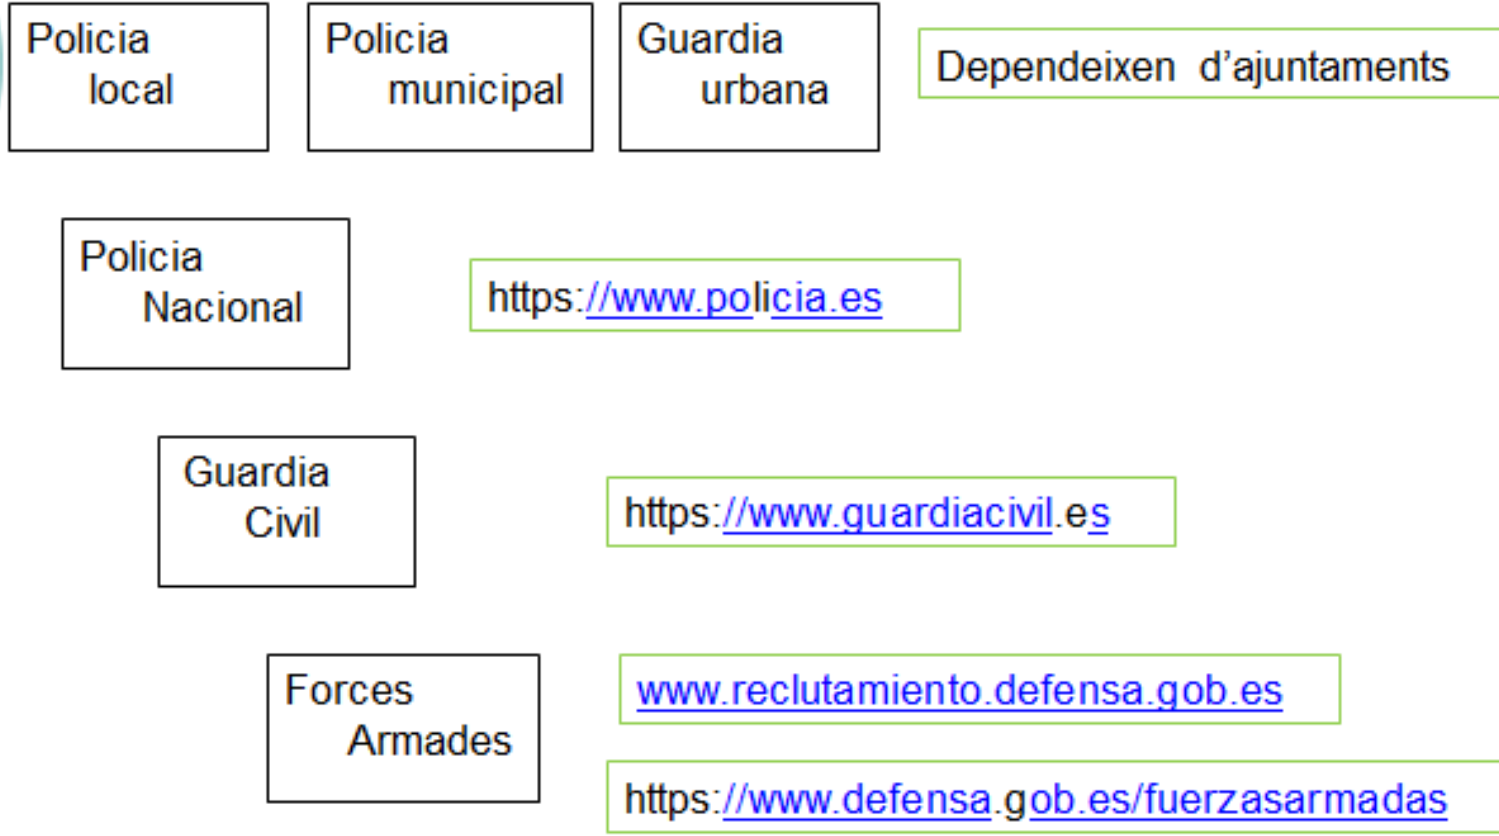 Policia
local
Policia
municipal
Guardia
urbana
Dependeixen d’ajuntaments
Policia
Nacional
https://www.policia.es
Guardia
Civil
https://www.guardiacivil.es
Forces
Armades
www.reclutamiento.defensa.gob.es
https://www.defensa.gob.es/fuerzasarmadas